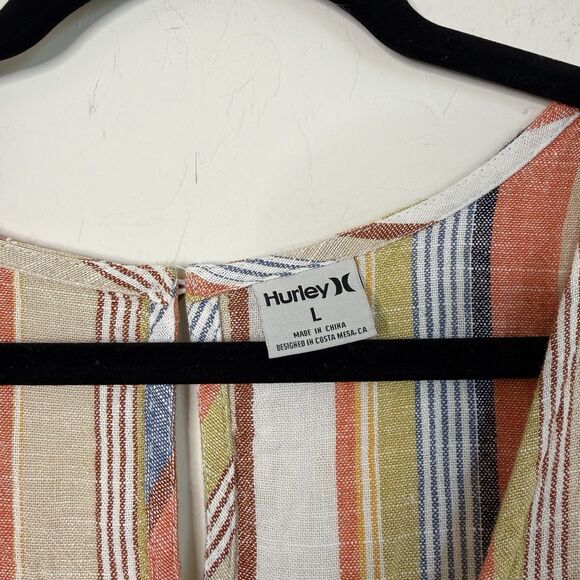 Hurley
L
MADE IN CHINA
DESIGNED IN COSTA MESA, CA